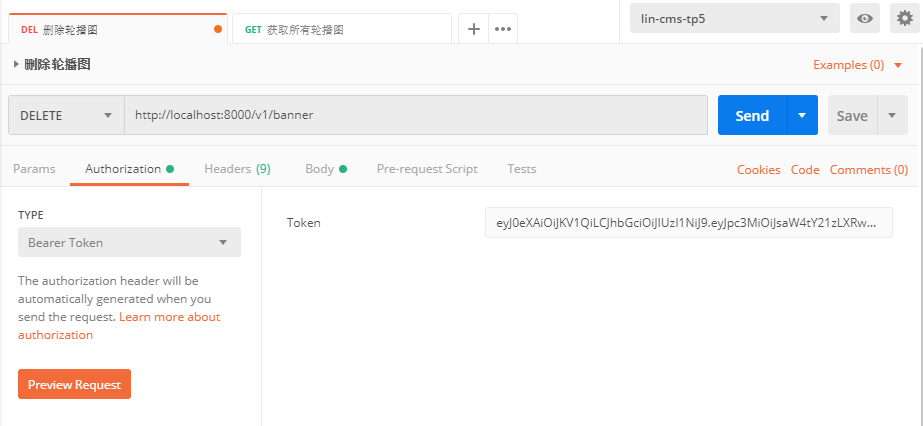 DEL 删除轮播图
GET 获取所有轮播图
lin-cms-tp5
删除轮播图
Examples (0)
DELETE
http://localhost:8000/v1/banner
Send
Save
Params
Authorization
Headers (9)
Body
Pre-request Script
Tests
Cookies
Code
Comments (0)
TYPE
Bearer Token
The authorization header will be
automatically generated when you
send the request. Learn more about
authorization
Preview Request
Token
eyJ0eXAiOiJKV1QiLCJhbGciOiJIUzI1NiJ9.eyJpc3MiOiJsaW4tY21zLXRw...